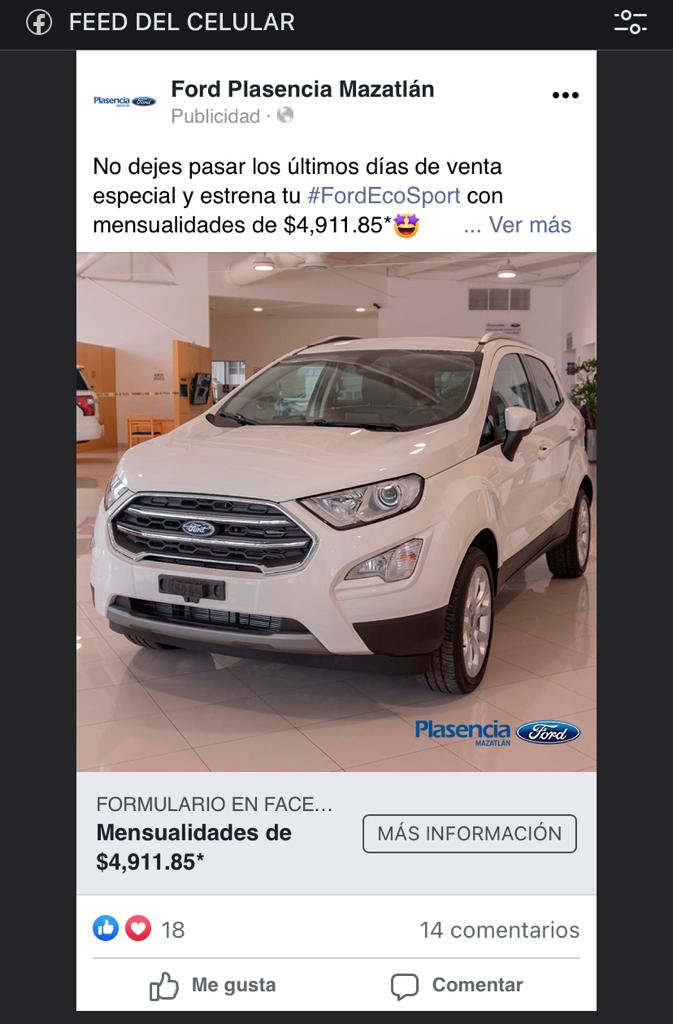 FEED DEL CELULAR
Plasencia Ford
Ford Plasencia Mazatlán
Publicidad ·
No dejes pasar los últimos días de venta
especial y estrena tu #FordEcoSport con
mensualidades de $4,911.85*🤩 ... Ver más
Ford
Plasencia Ford
MAZATLÁN
FORMULARIO EN FACE...
Mensualidades de
$4,911.85*
MÁS INFORMACIÓN
18
14 comentarios
Me gusta
Comentar